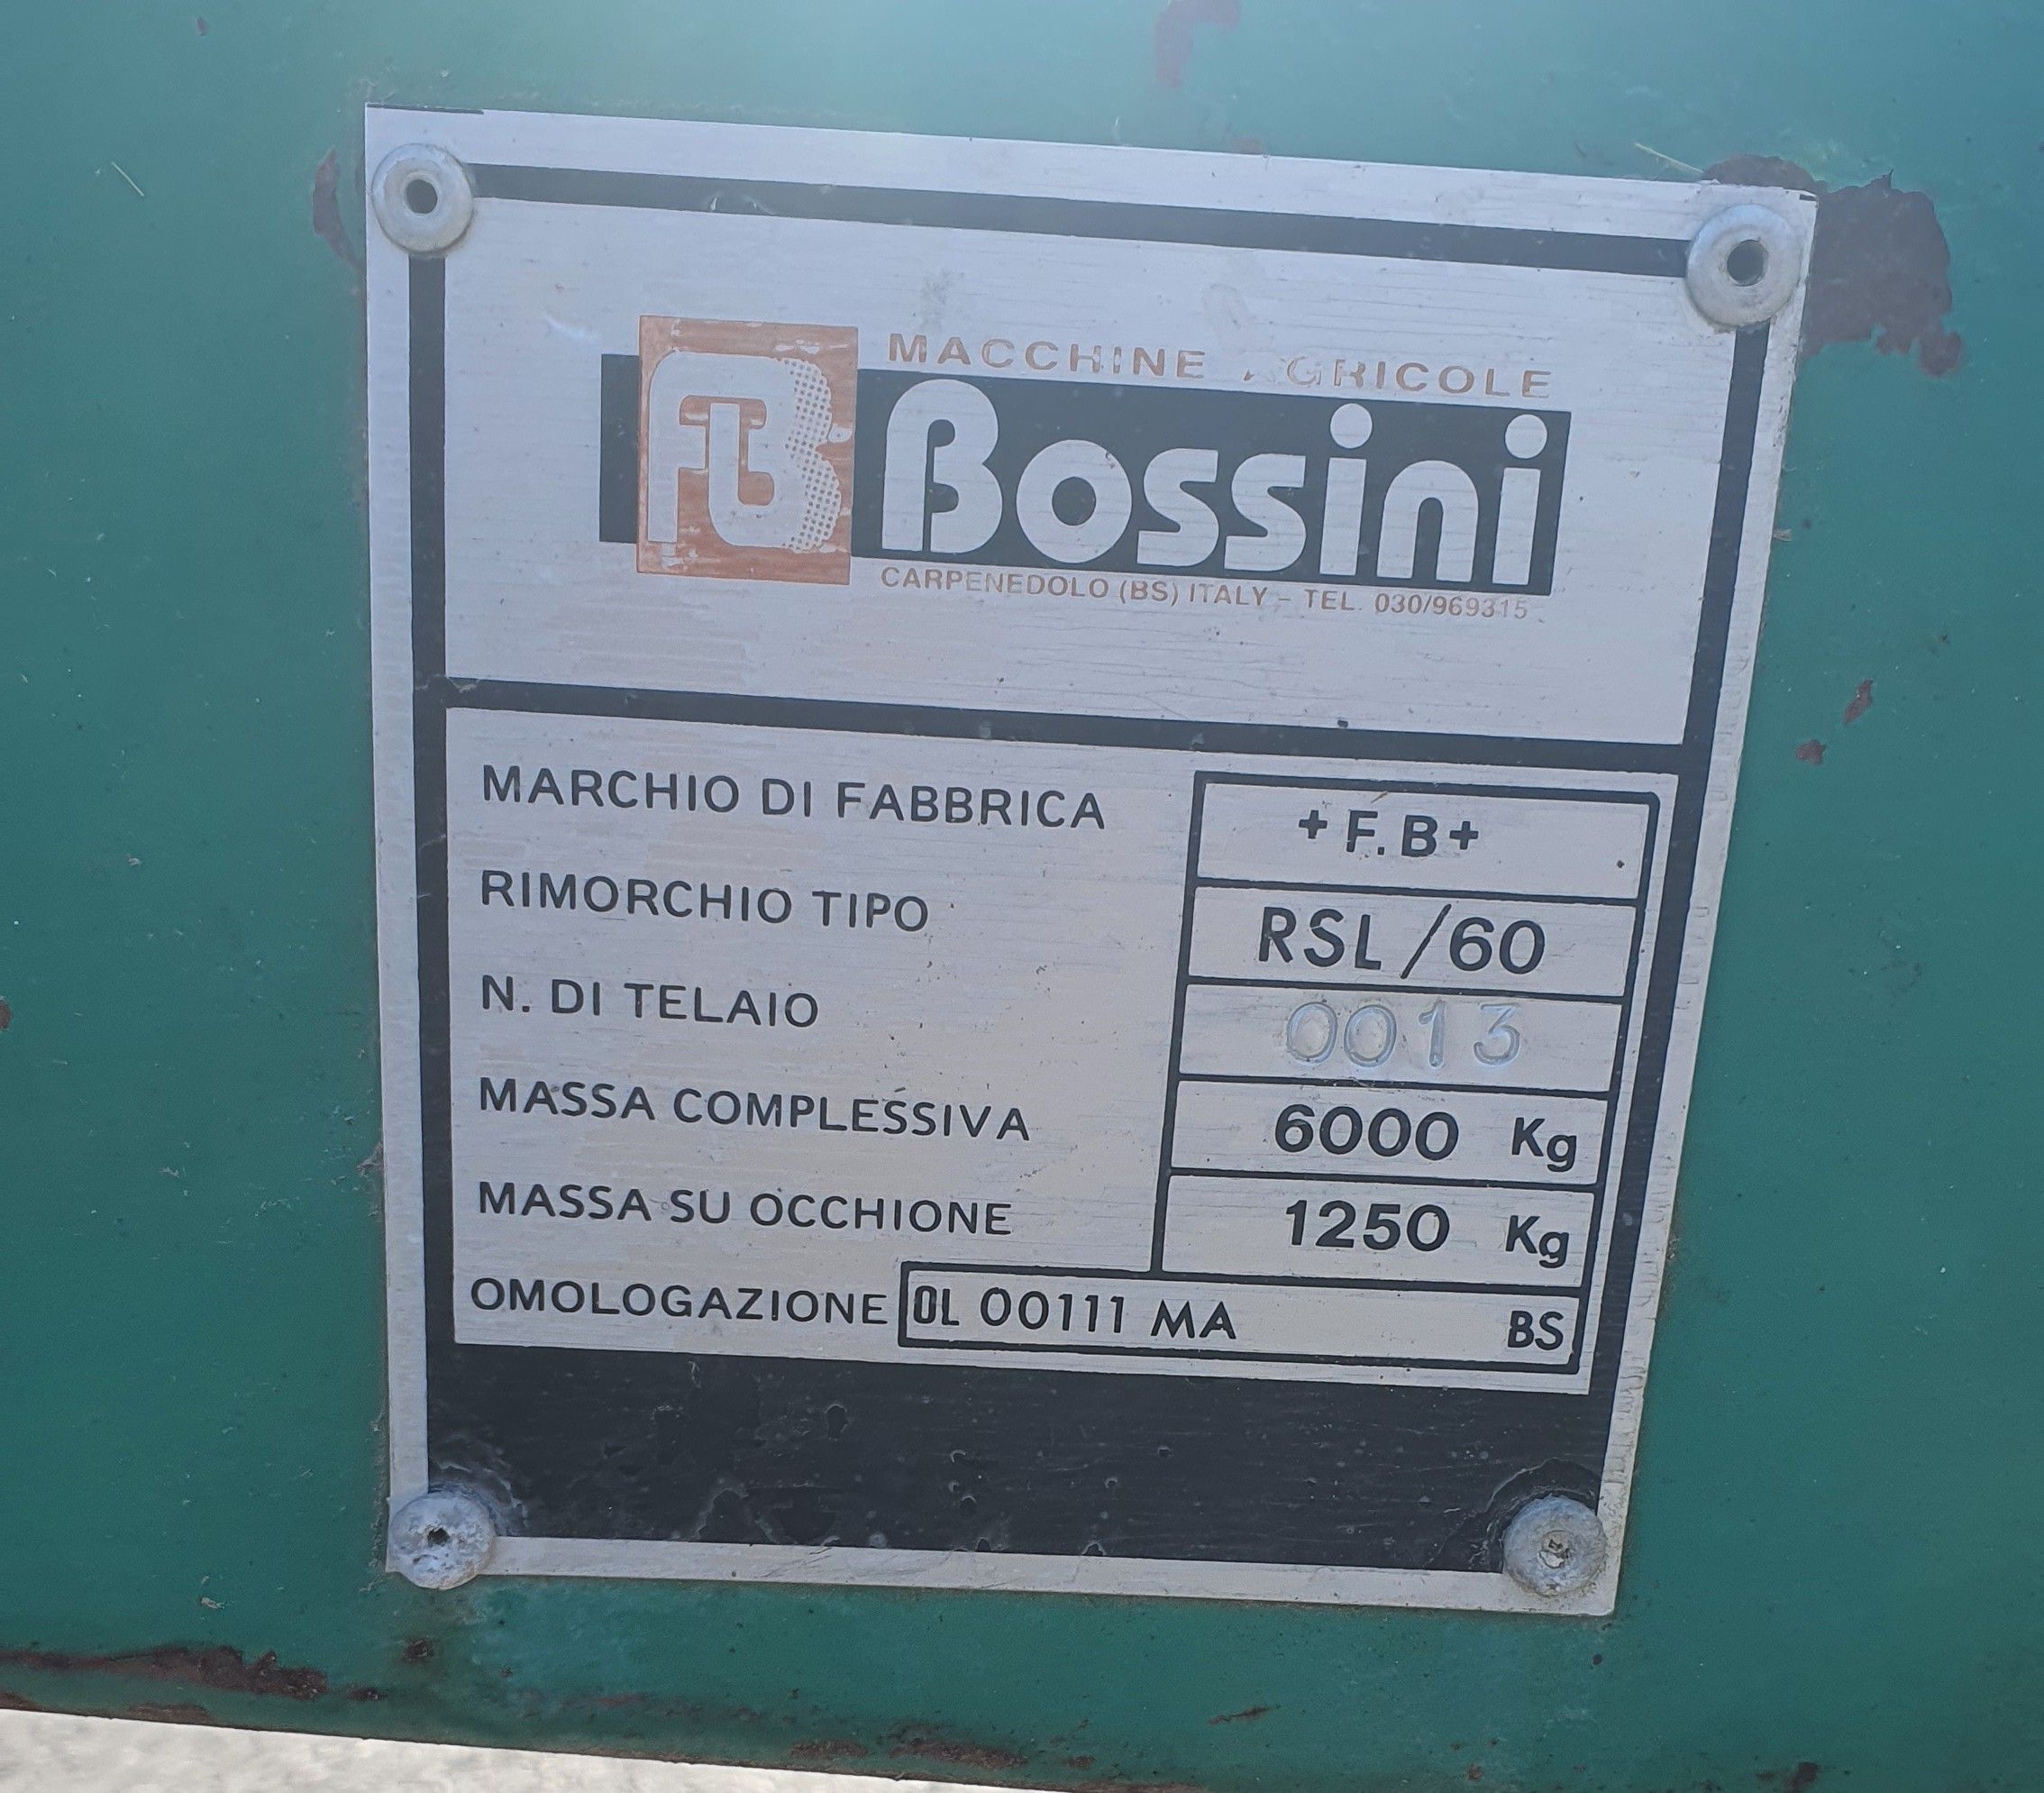 FB
MACCHINE AGRICOLE
Bossini
CARPENEDOLO (BS) ITALY - TEL. 030/969315
MARCHIO DI FABBRICA +F.B+
RIMORCHIO TIPO RSL/60
N. DI TELAIO 0013
MASSA COMPLESSIVA 6000 Kg
MASSA SU OCCHIONE 1250 Kg
OMOLOGAZIONE OL 00111 MA BS